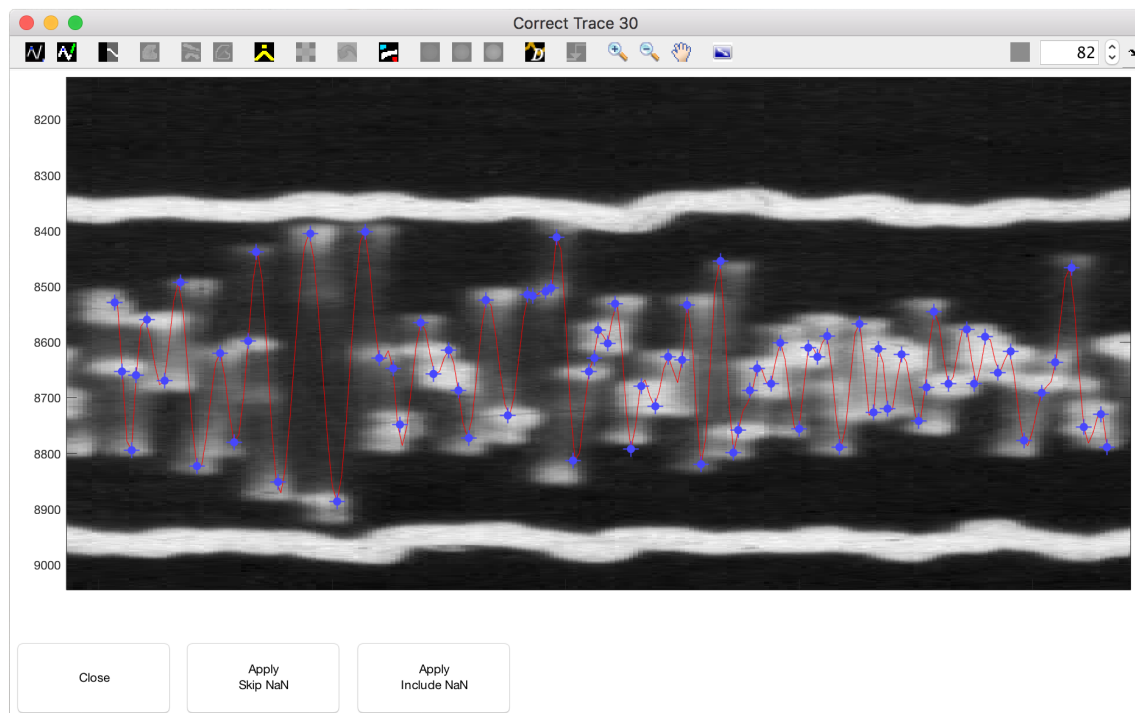 Correct Trace 30
82
8200
8300
8400
8500
8600
8700
8800
8900
9000
Close
Apply
Skip NaN
Apply
Include NaN